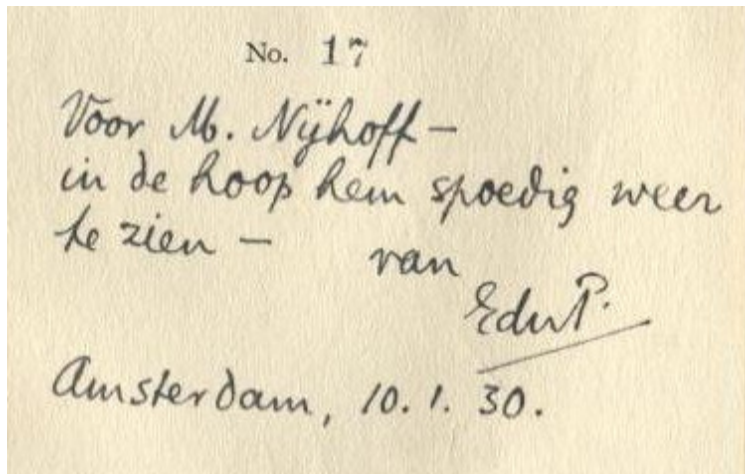 No. 17
Voor M. Nijhoff —
in de hoop hem spoedig weer
te zien — van
EduP.
Amsterdam, 10.1.30.